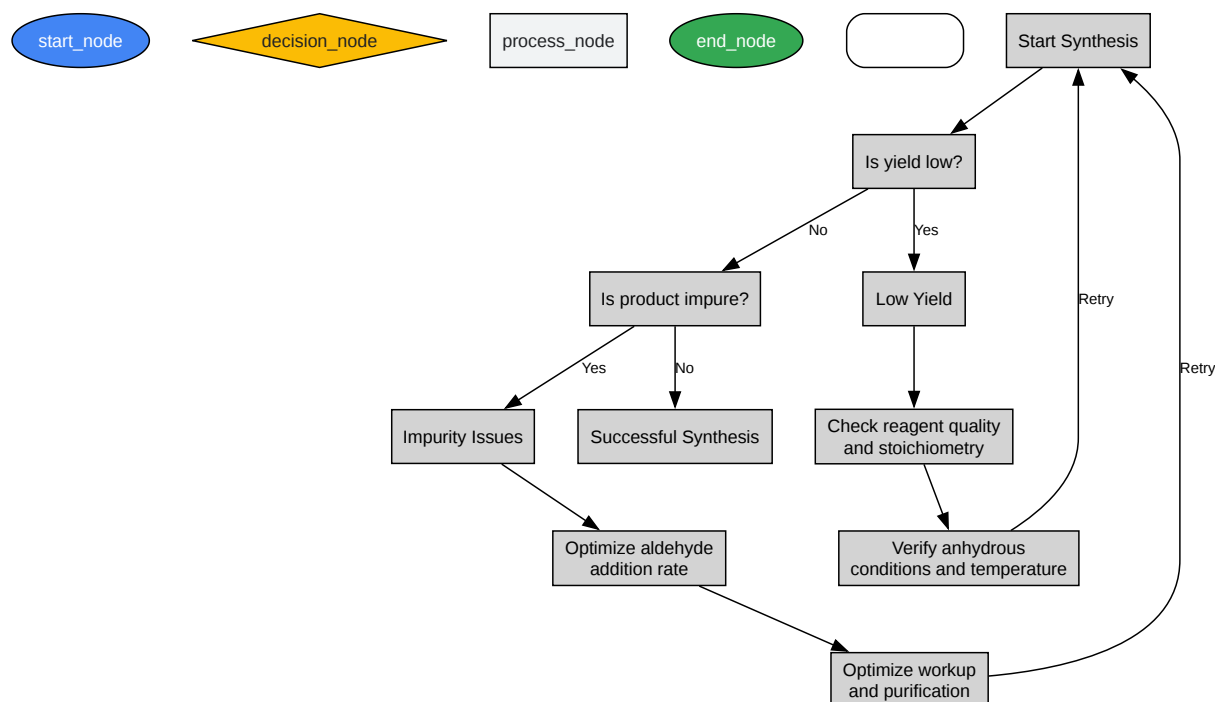 start_node
decision_node
process_node
end_node
Start Synthesis
Is yield low?
No
Yes
Is product impure?
Low Yield
Retry
Yes
No
Retry
Impurity Issues
Successful Synthesis
Check reagent quality
and stoichiometry
Optimize aldehyde
addition rate
Verify anhydrous
conditions and temperature
Optimize workup
and purification